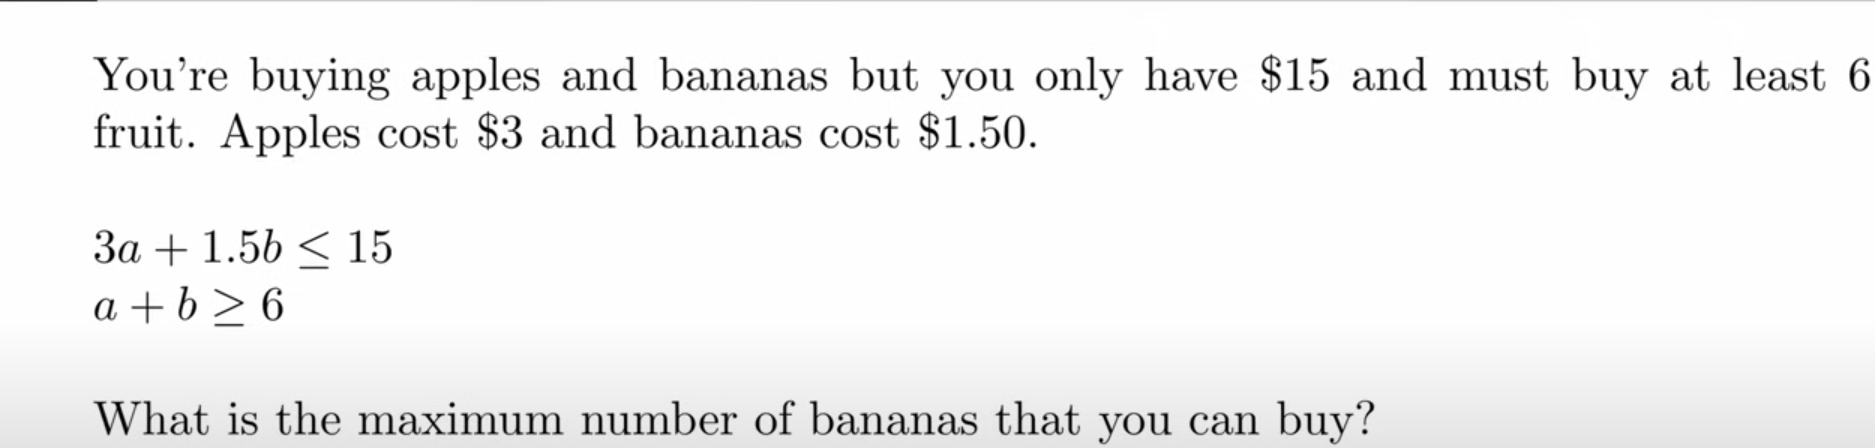 You're buying apples and bananas but you only have $15 and must buy at least 6
fruit. Apples cost $3 and bananas cost $1.50.
3a + 1.5b ≤ 15
a + b ≥ 6
What is the maximum number of bananas that you can buy?